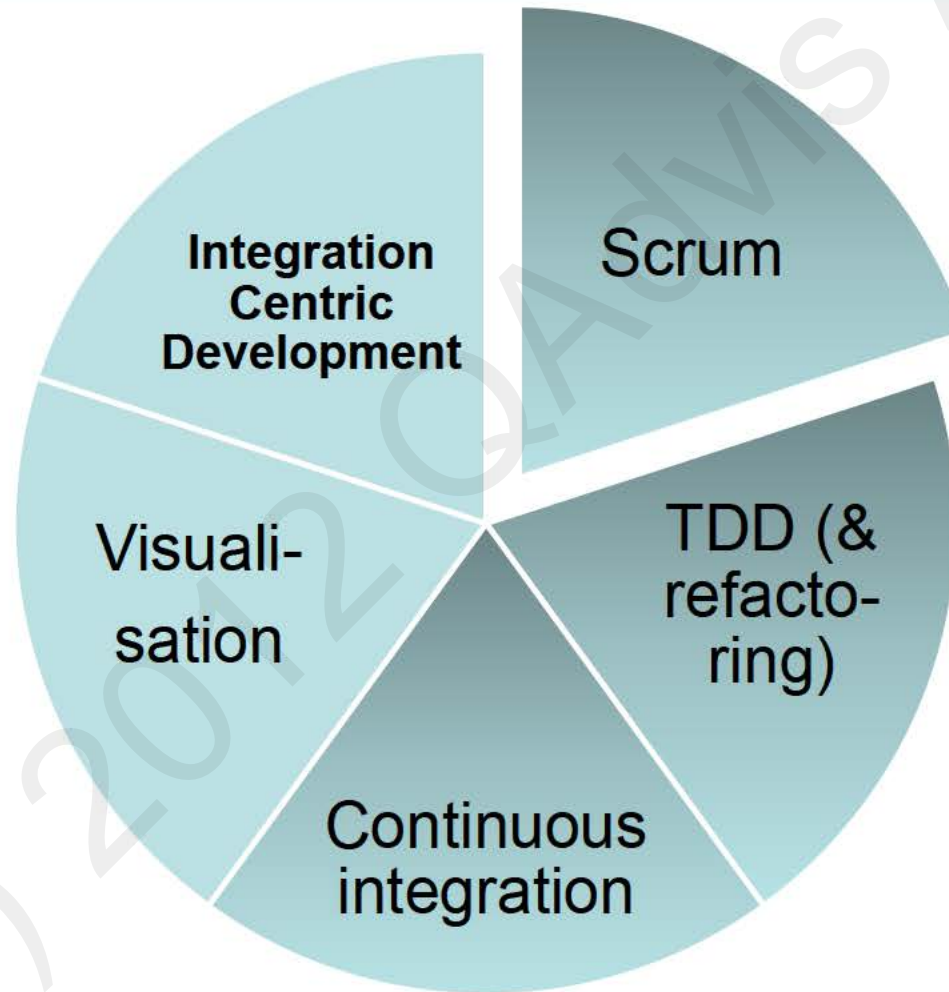 Scrum
TDD (&
refacto-
ring)
Continuous
integration
Visuali-
sation
Integration
Centric
Development
) 2012 QAdvis